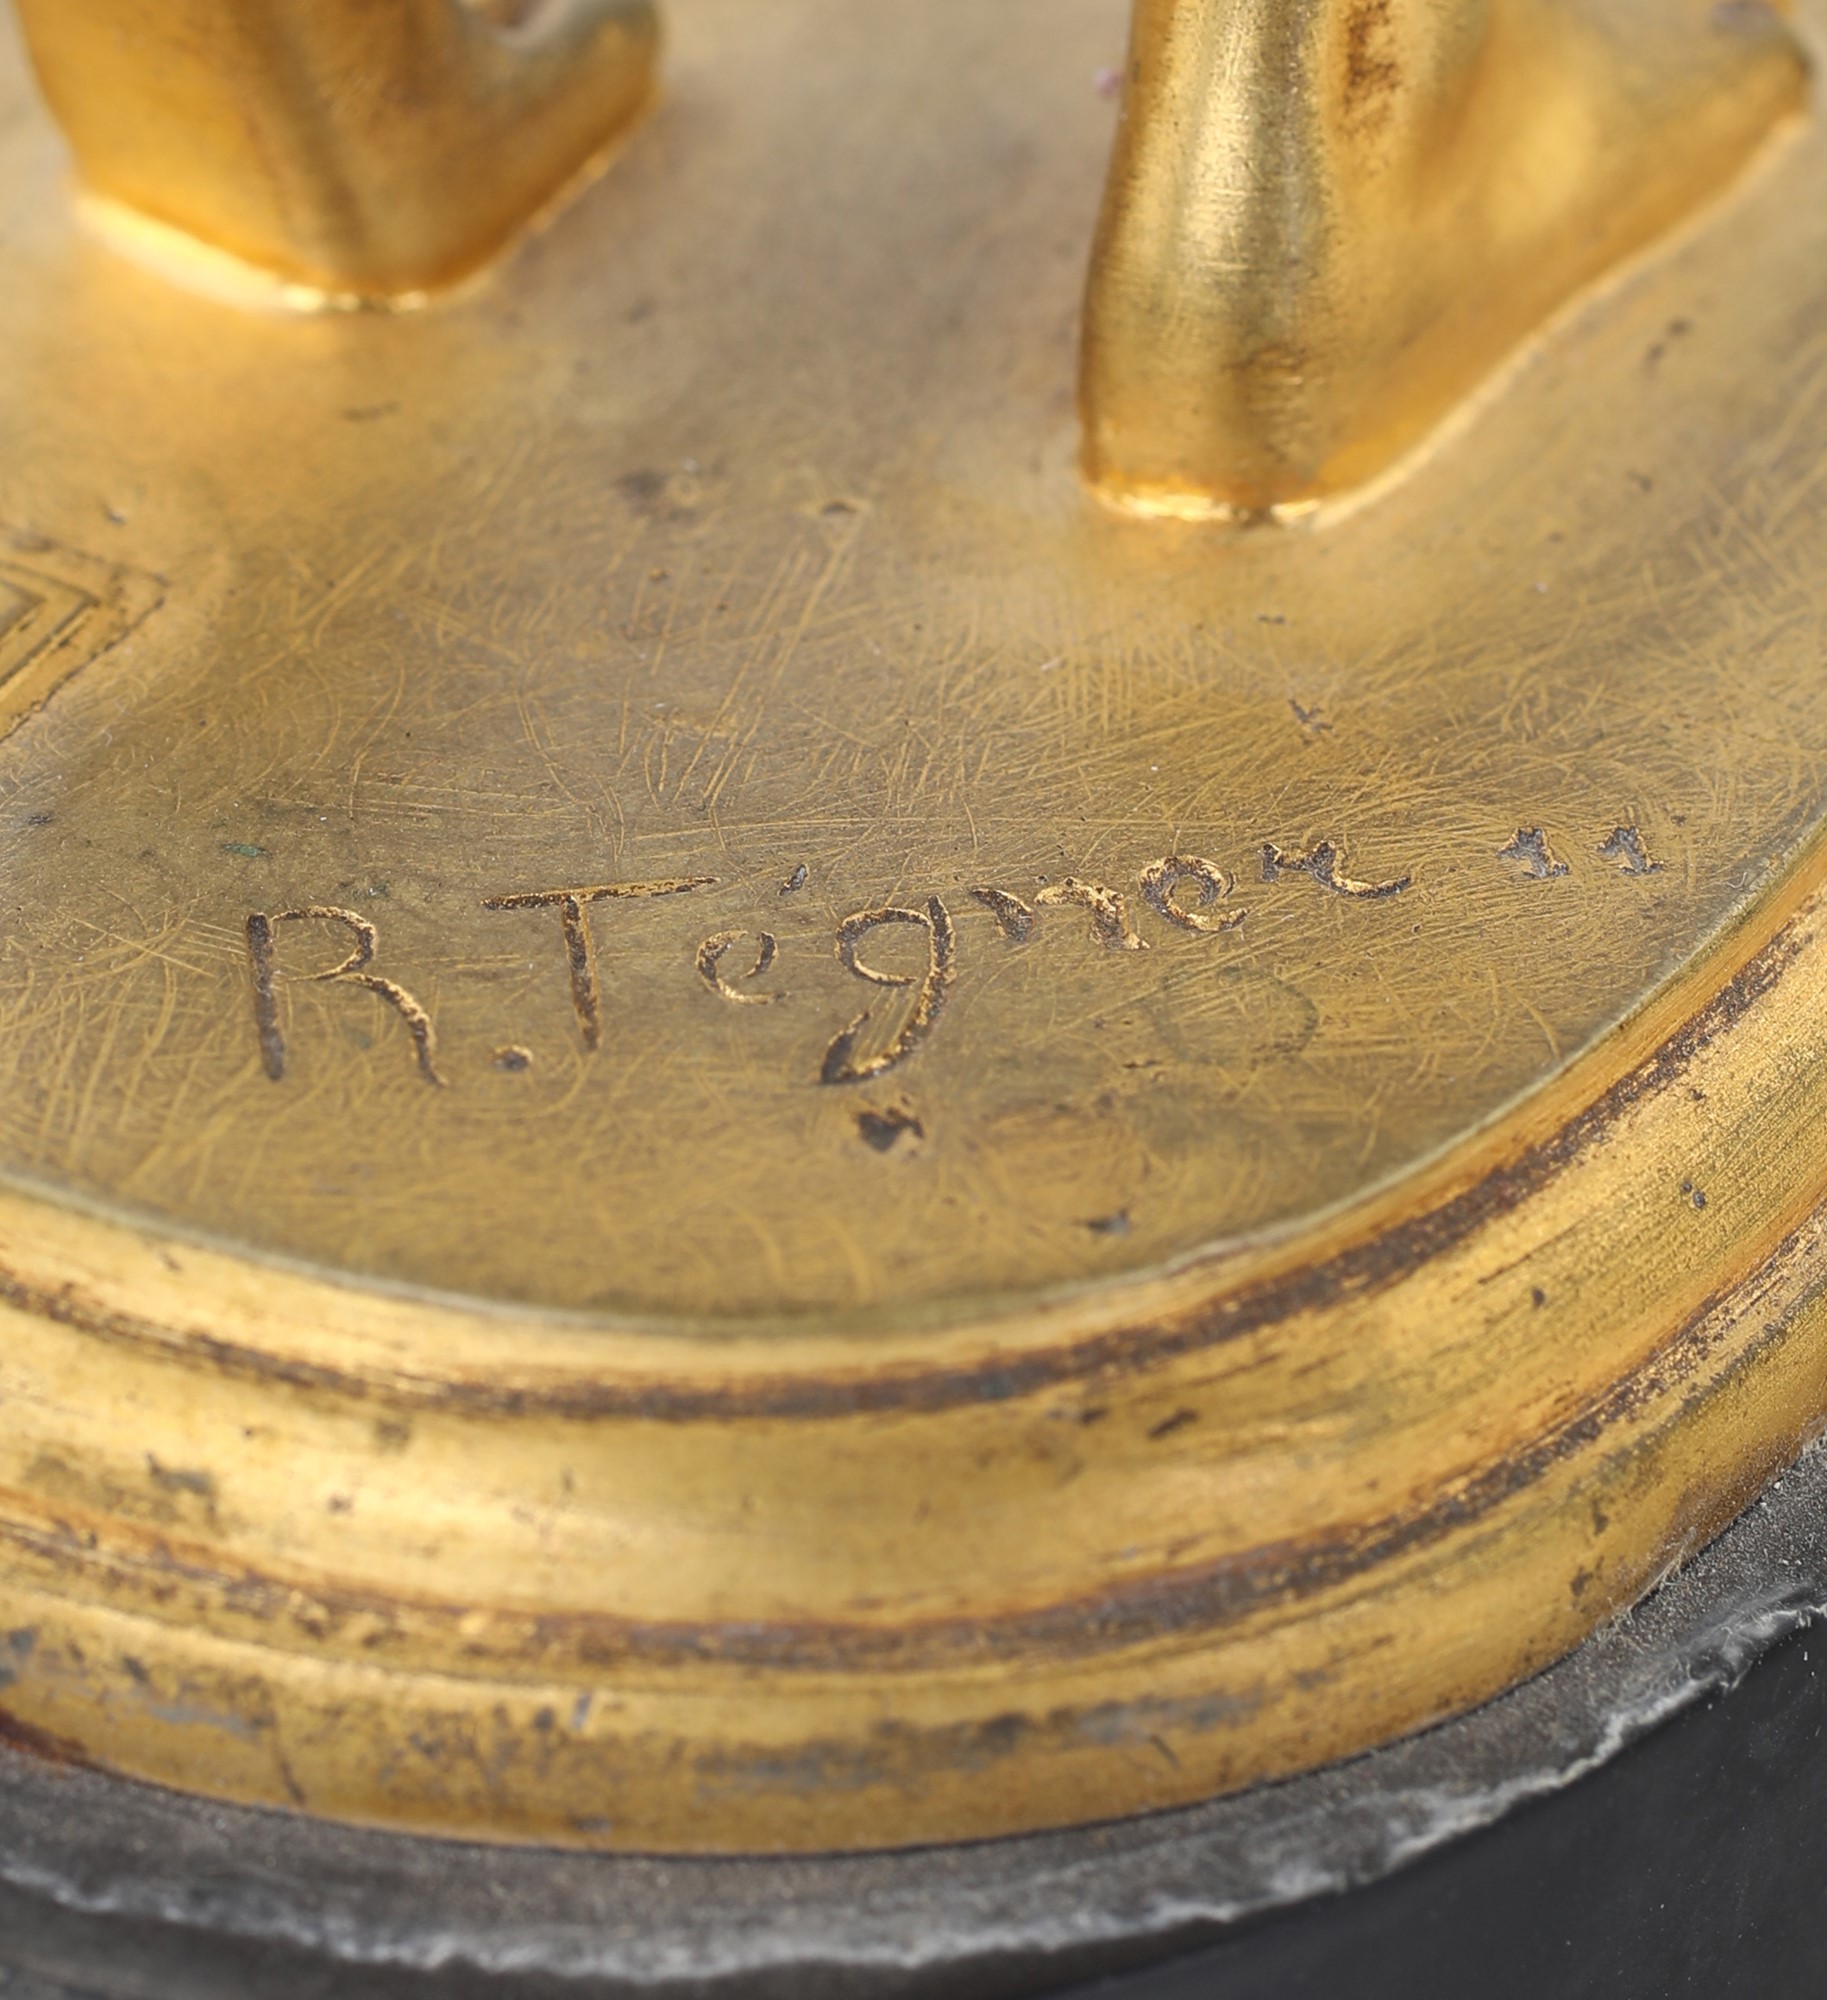 R. Tégner 11